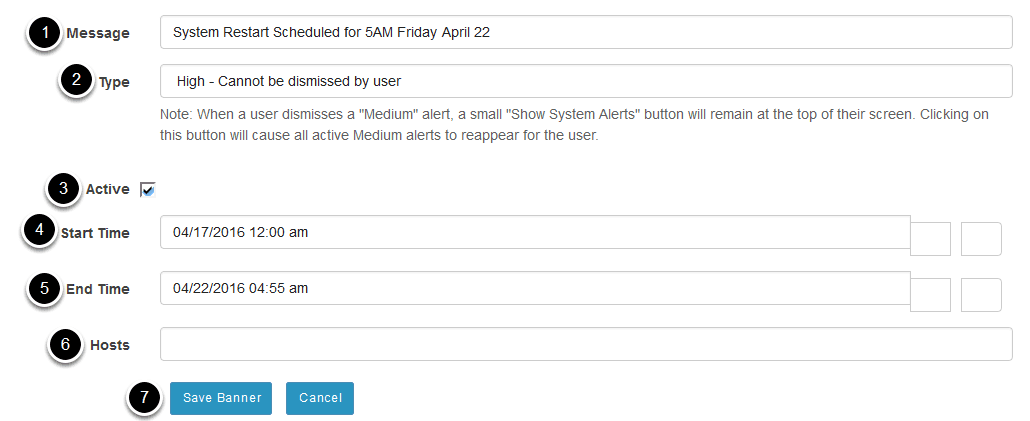 1 Message System Restart Scheduled for 5AM Friday April 22
2 Type High - Cannot be dismissed by user
Note: When a user dismisses a "Medium" alert, a small "Show System Alerts" button will remain at the top of their screen. Clicking on
this button will cause all active Medium alerts to reappear for the user.
3 Active
4 Start Time 04/17/2016 12:00 am
5 End Time 04/22/2016 04:55 am
6 Hosts
7 Save Banner Cancel